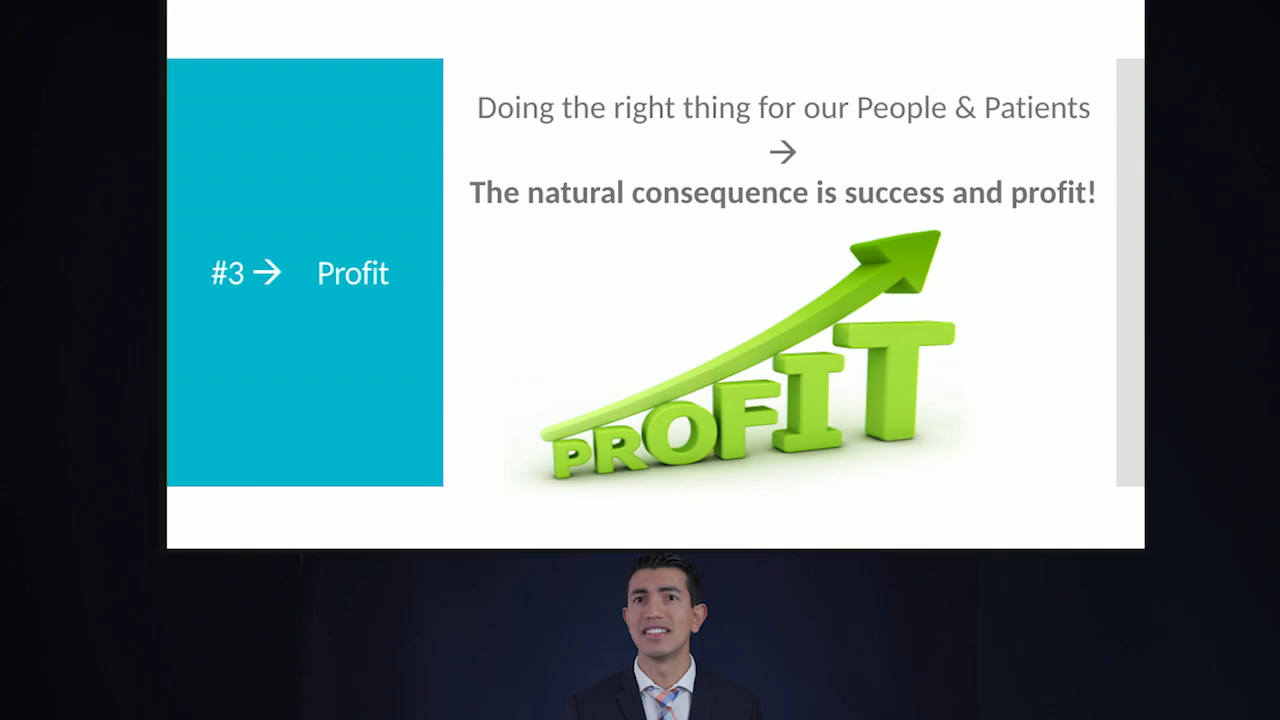 #3 → Profit
Doing the right thing for our People & Patients
→
The natural consequence is success and profit!
PROFIT